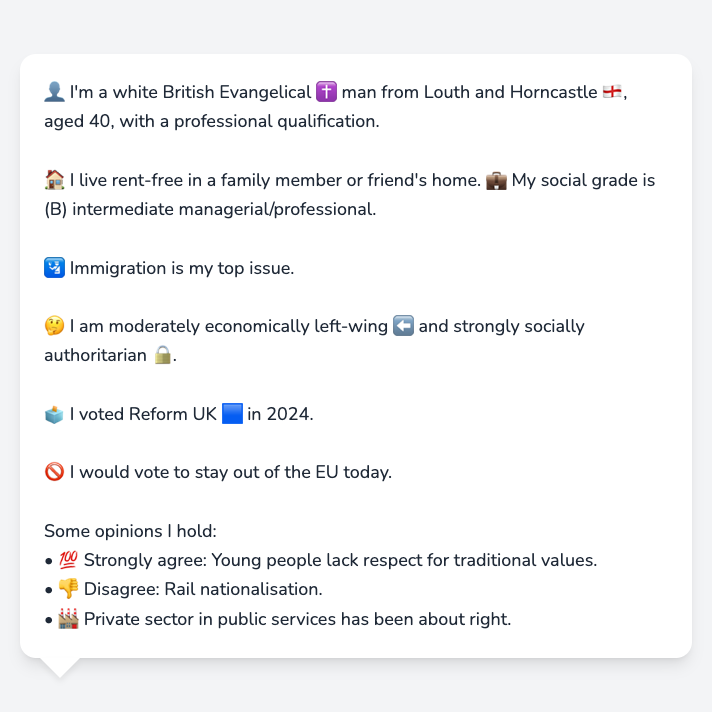 👤 I'm a white British Evangelical ✝️ man from Louth and Horncastle 🏴󠁧󠁢󠁥󠁮󠁧󠁿,
aged 40, with a professional qualification.
🏠 I live rent-free in a family member or friend's home. 💼 My social grade is
(B) intermediate managerial/professional.
🛂 Immigration is my top issue.
🤔 I am moderately economically left-wing ⬅️ and strongly socially
authoritarian 🔒.
🗳️ I voted Reform UK 🟦 in 2024.
🚫 I would vote to stay out of the EU today.
Some opinions I hold:
• 💯 Strongly agree: Young people lack respect for traditional values.
• 👎 Disagree: Rail nationalisation.
• 🏭 Private sector in public services has been about right.